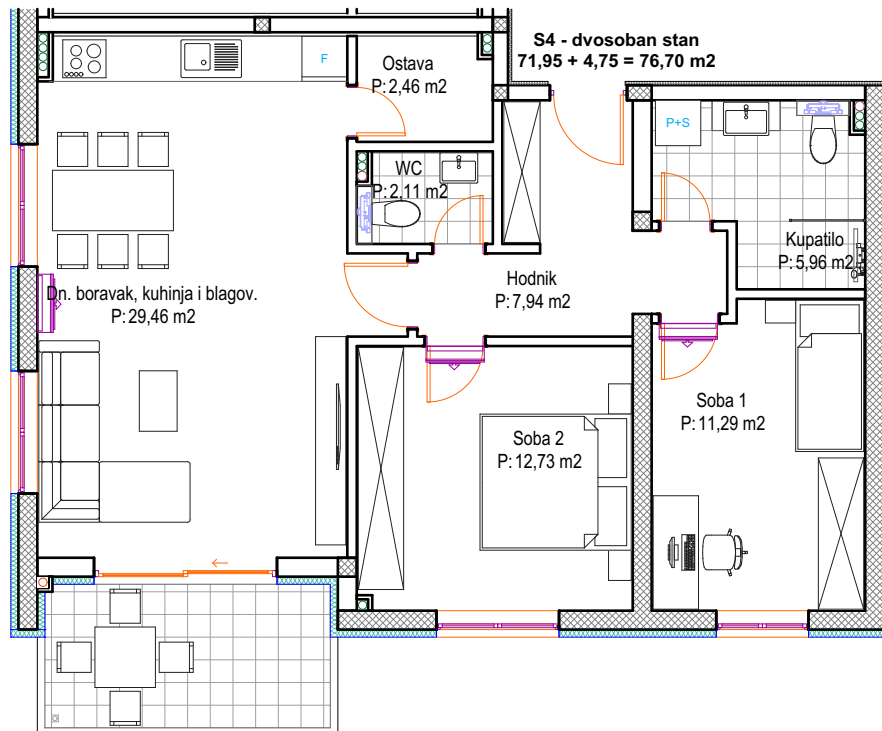 S4 - dvosoban stan
71,95 + 4,75 = 76,70 m2
Ostava
P: 2,46 m2
F
P+S
WC
P: 2,11 m2
Kupatilo
P: 5,96 m2
Hodnik
P: 7,94 m2
Dn. boravak, kuhinja i blagov.
P: 29,46 m2
Soba 1
P: 11,29 m2
Soba 2
P: 12,73 m2